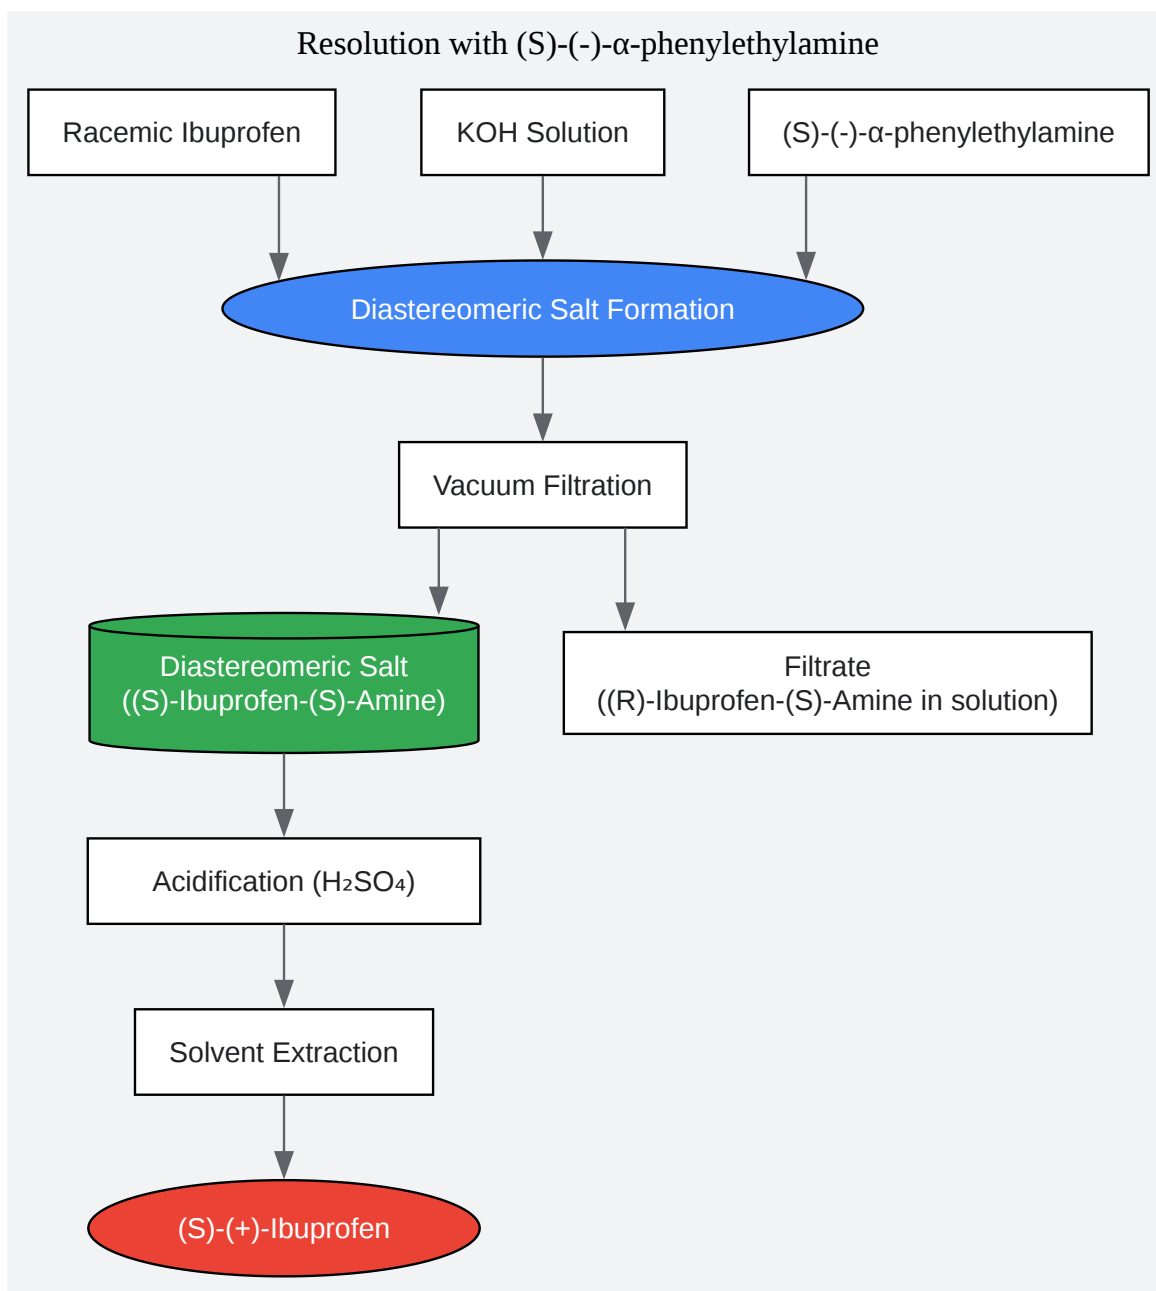 Resolution with (S)-(-)-α-phenylethylamine
Racemic Ibuprofen
KOH Solution
(S)-(-)-α-phenylethylamine
Diastereomeric Salt Formation
Vacuum Filtration
Diastereomeric Salt
((S)-Ibuprofen-(S)-Amine)
Filtrate
((R)-Ibuprofen-(S)-Amine in solution)
Acidification (H₂SO₄)
Solvent Extraction
(S)-(+)-Ibuprofen